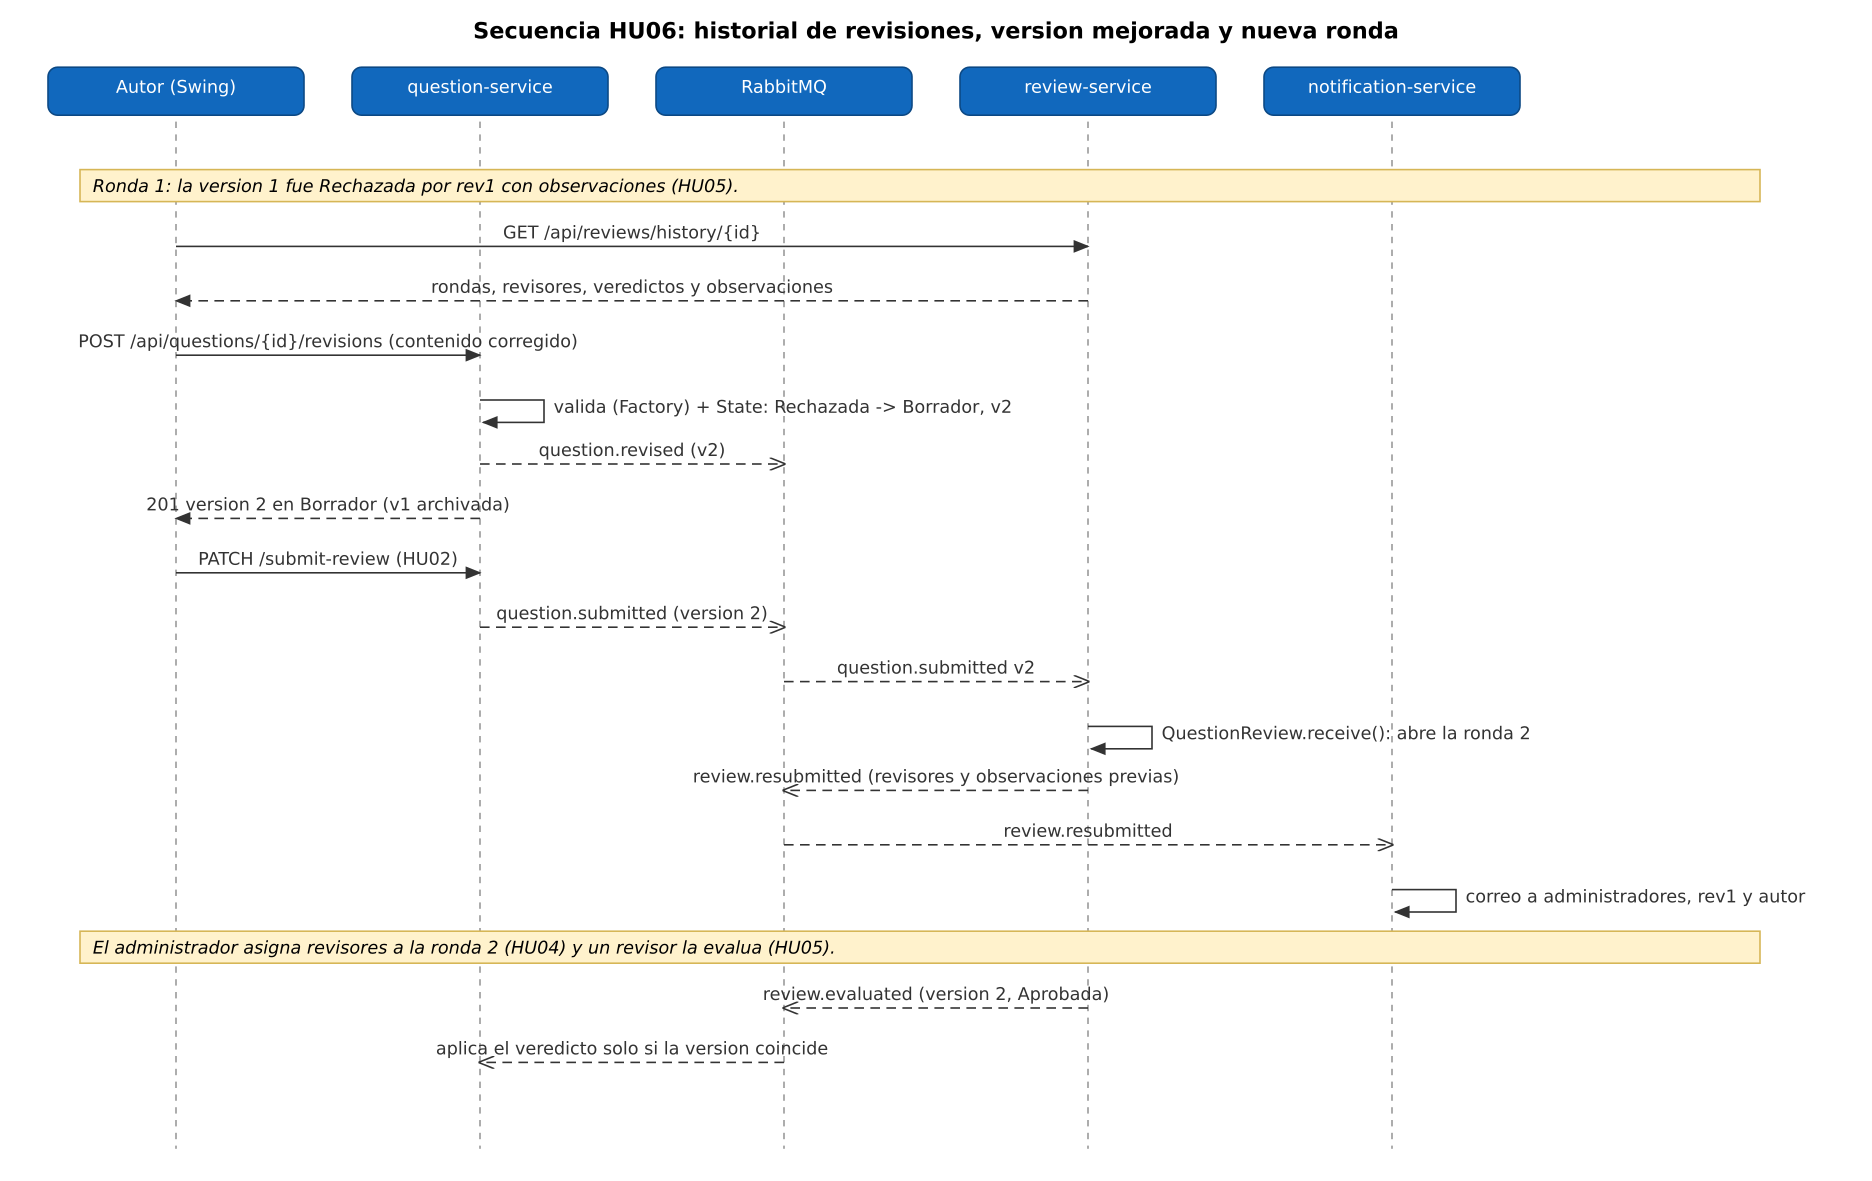 Secuencia HU06: historial de revisiones, version mejorada y nueva ronda
Autor (Swing)
question-service
RabbitMQ
review-service
notification-service
Ronda 1: la version 1 fue Rechazada por rev1 con observaciones (HU05).
GET /api/reviews/history/{id}
rondas, revisores, veredictos y observaciones
POST /api/questions/{id}/revisions (contenido corregido)
valida (Factory) + State: Rechazada -> Borrador, v2
question.revised (v2)
201 version 2 en Borrador (v1 archivada)
PATCH /submit-review (HU02)
question.submitted (version 2)
question.submitted v2
QuestionReview.receive(): abre la ronda 2
review.resubmitted (revisores y observaciones previas)
review.resubmitted
correo a administradores, rev1 y autor
El administrador asigna revisores a la ronda 2 (HU04) y un revisor la evalua (HU05).
review.evaluated (version 2, Aprobada)
aplica el veredicto solo si la version coincide